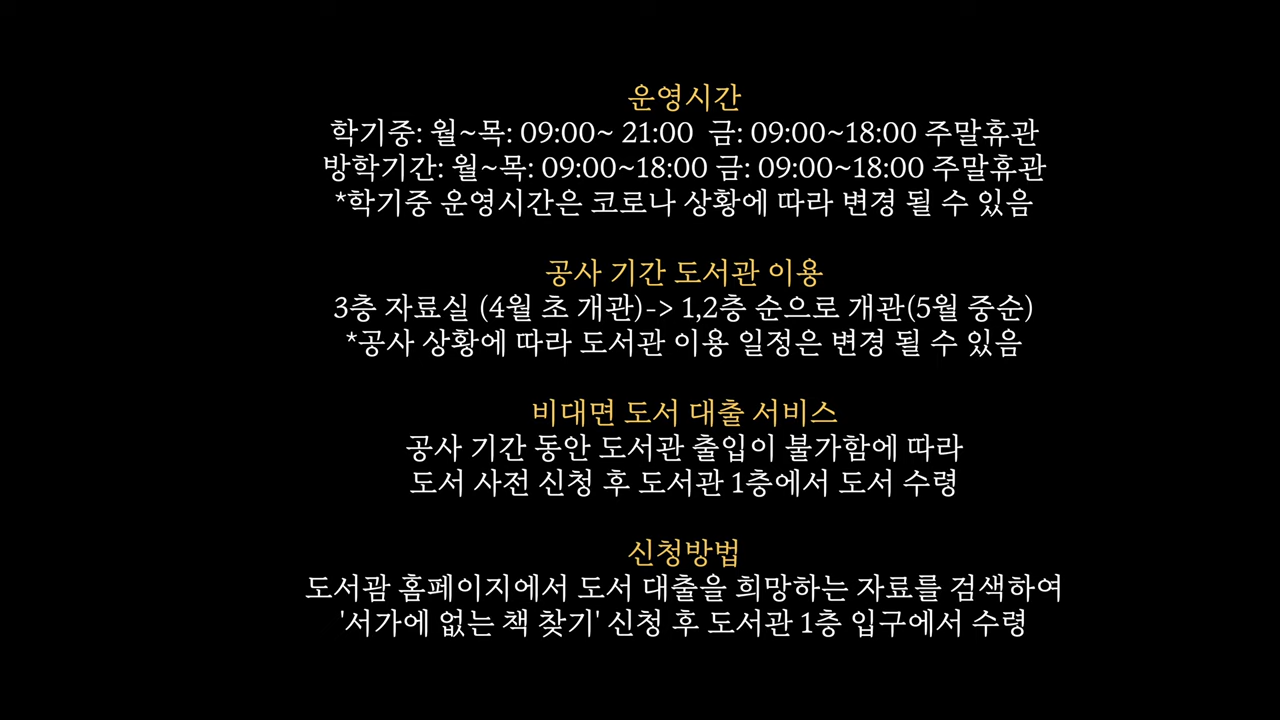 운영시간
학기중: 월~목: 09:00~ 21:00 금: 09:00~18:00 주말휴관
방학기간: 월~목: 09:00~18:00 금: 09:00~18:00 주말휴관
*학기중 운영시간은 코로나 상황에 따라 변경 될 수 있음
공사 기간 도서관 이용
3층 자료실 (4월 초 개관)-> 1,2층 순으로 개관(5월 중순)
*공사 상황에 따라 도서관 이용 일정은 변경 될 수 있음
비대면 도서 대출 서비스
공사 기간 동안 도서관 출입이 불가함에 따라
도서 사전 신청 후 도서관 1층에서 도서 수령
신청방법
도서괌 홈페이지에서 도서 대출을 희망하는 자료를 검색하여
'서가에 없는 책 찾기' 신청 후 도서관 1층 입구에서 수령